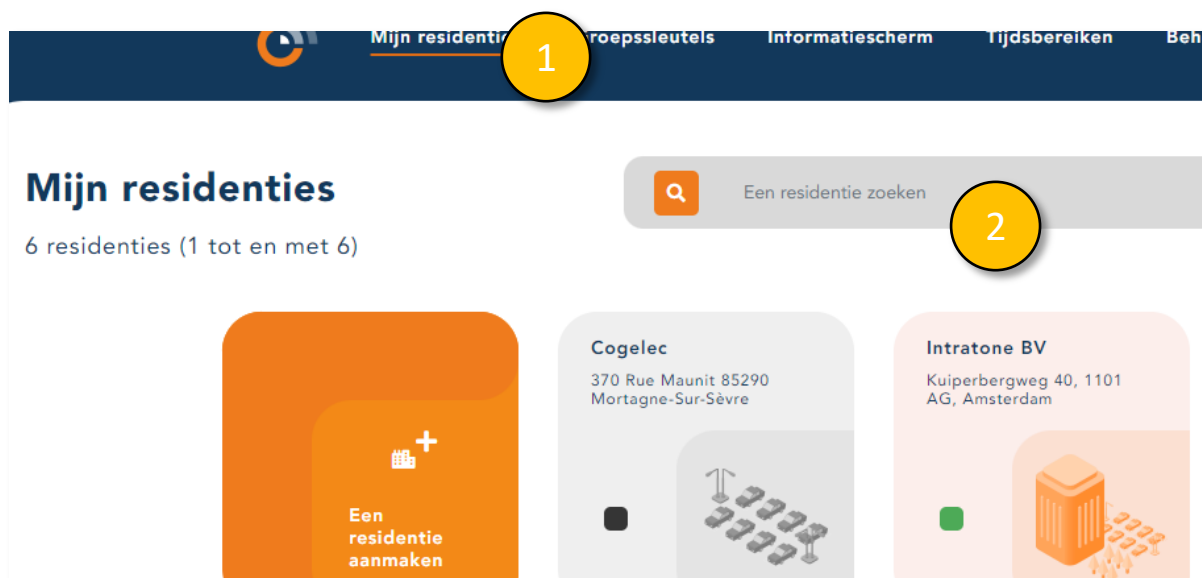 Mijn residentie
1
roepssleutels
Informatiescherm
Tijdsbereiken
Beh
Mijn residenties
Een residentie zoeken
2
6 residenties (1 tot en met 6)
Cogelec
370 Rue Maunit 85290
Mortagne-Sur-Sèvre
Intratone BV
Kuiperbergweg 40, 1101
AG, Amsterdam
Een
residentie
aanmaken